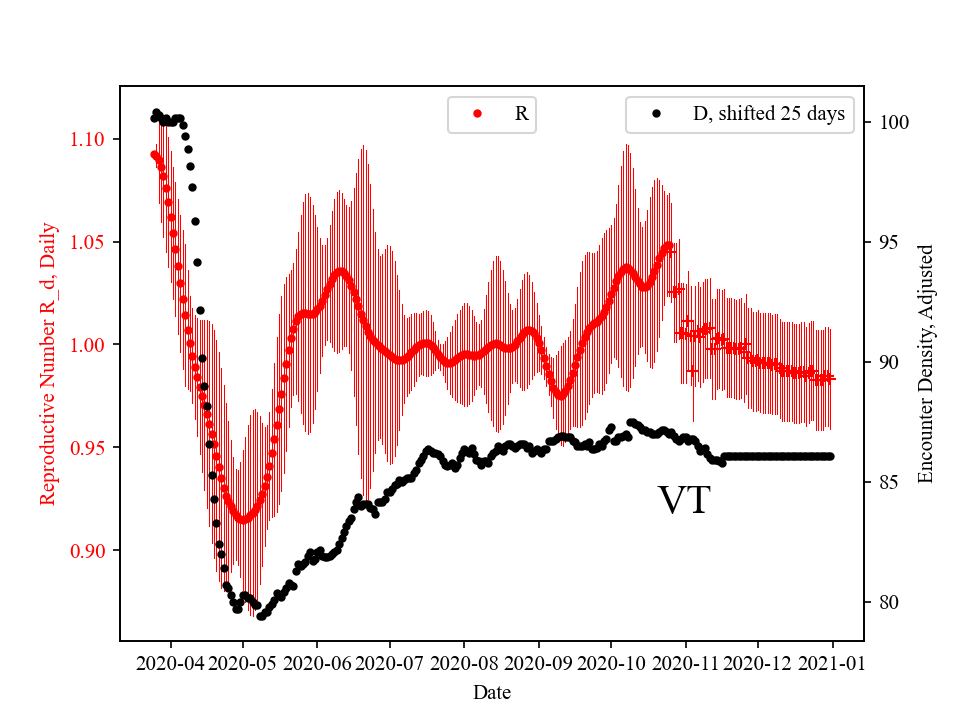 R
D, shifted 25 days
Reproductive Number R_d, Daily
1.10
1.05
1.00
0.95
0.90
100
95
90
85
80
Encounter Density, Adjusted
VT
2020-04 2020-05 2020-06 2020-07 2020-08 2020-09 2020-10 2020-11 2020-12 2021-01
Date